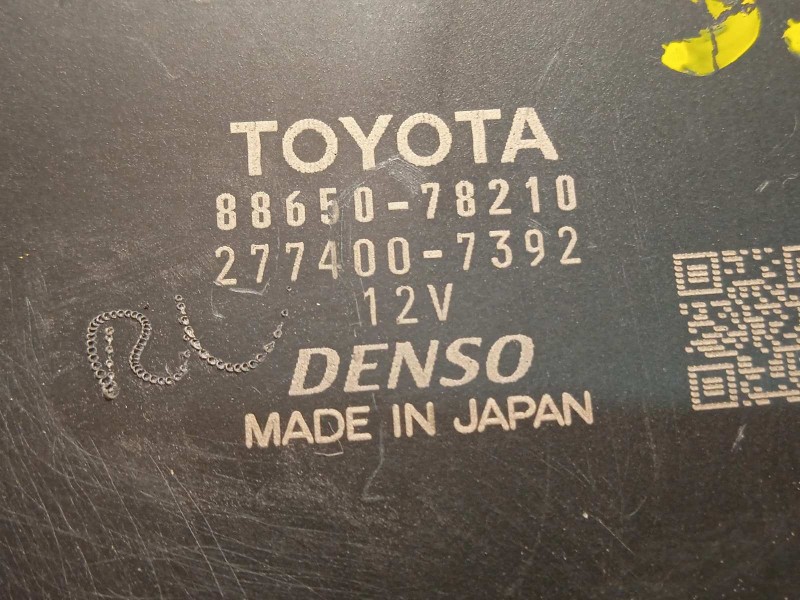 TOYOTA
88650-78210
277400-7392
12V
DENSO
MADE IN JAPAN